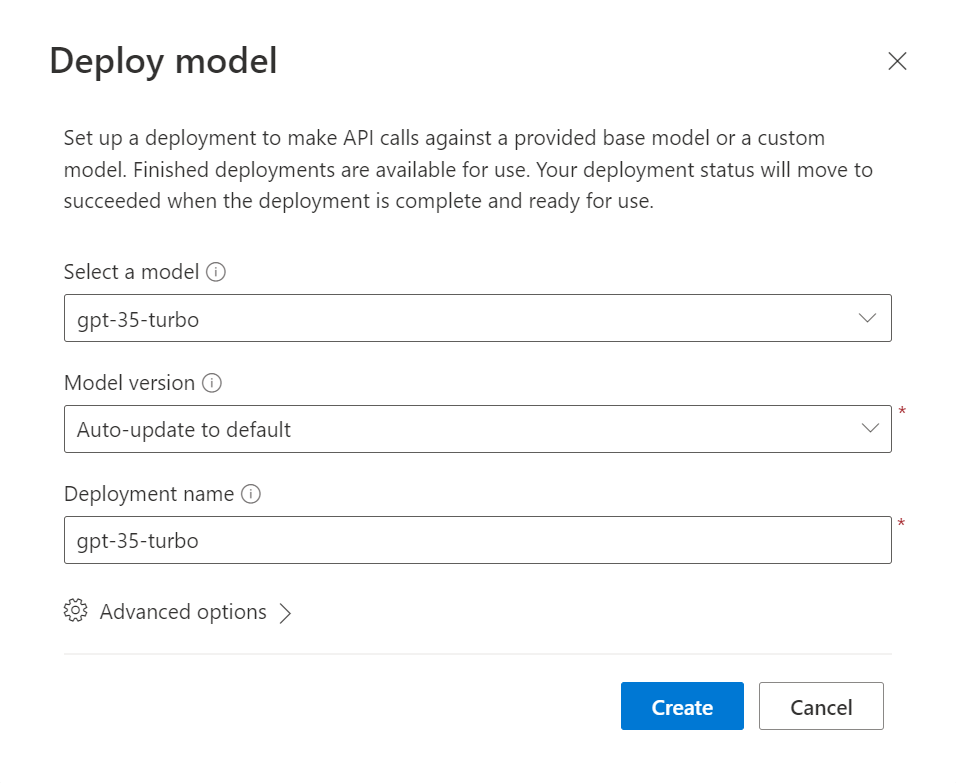 Deploy model
Set up a deployment to make API calls against a provided base model or a custom
model. Finished deployments are available for use. Your deployment status will move to
succeeded when the deployment is complete and ready for use.
Select a model
gpt-35-turbo
Model version
Auto-update to default *
Deployment name
gpt-35-turbo *
Advanced options
Create Cancel